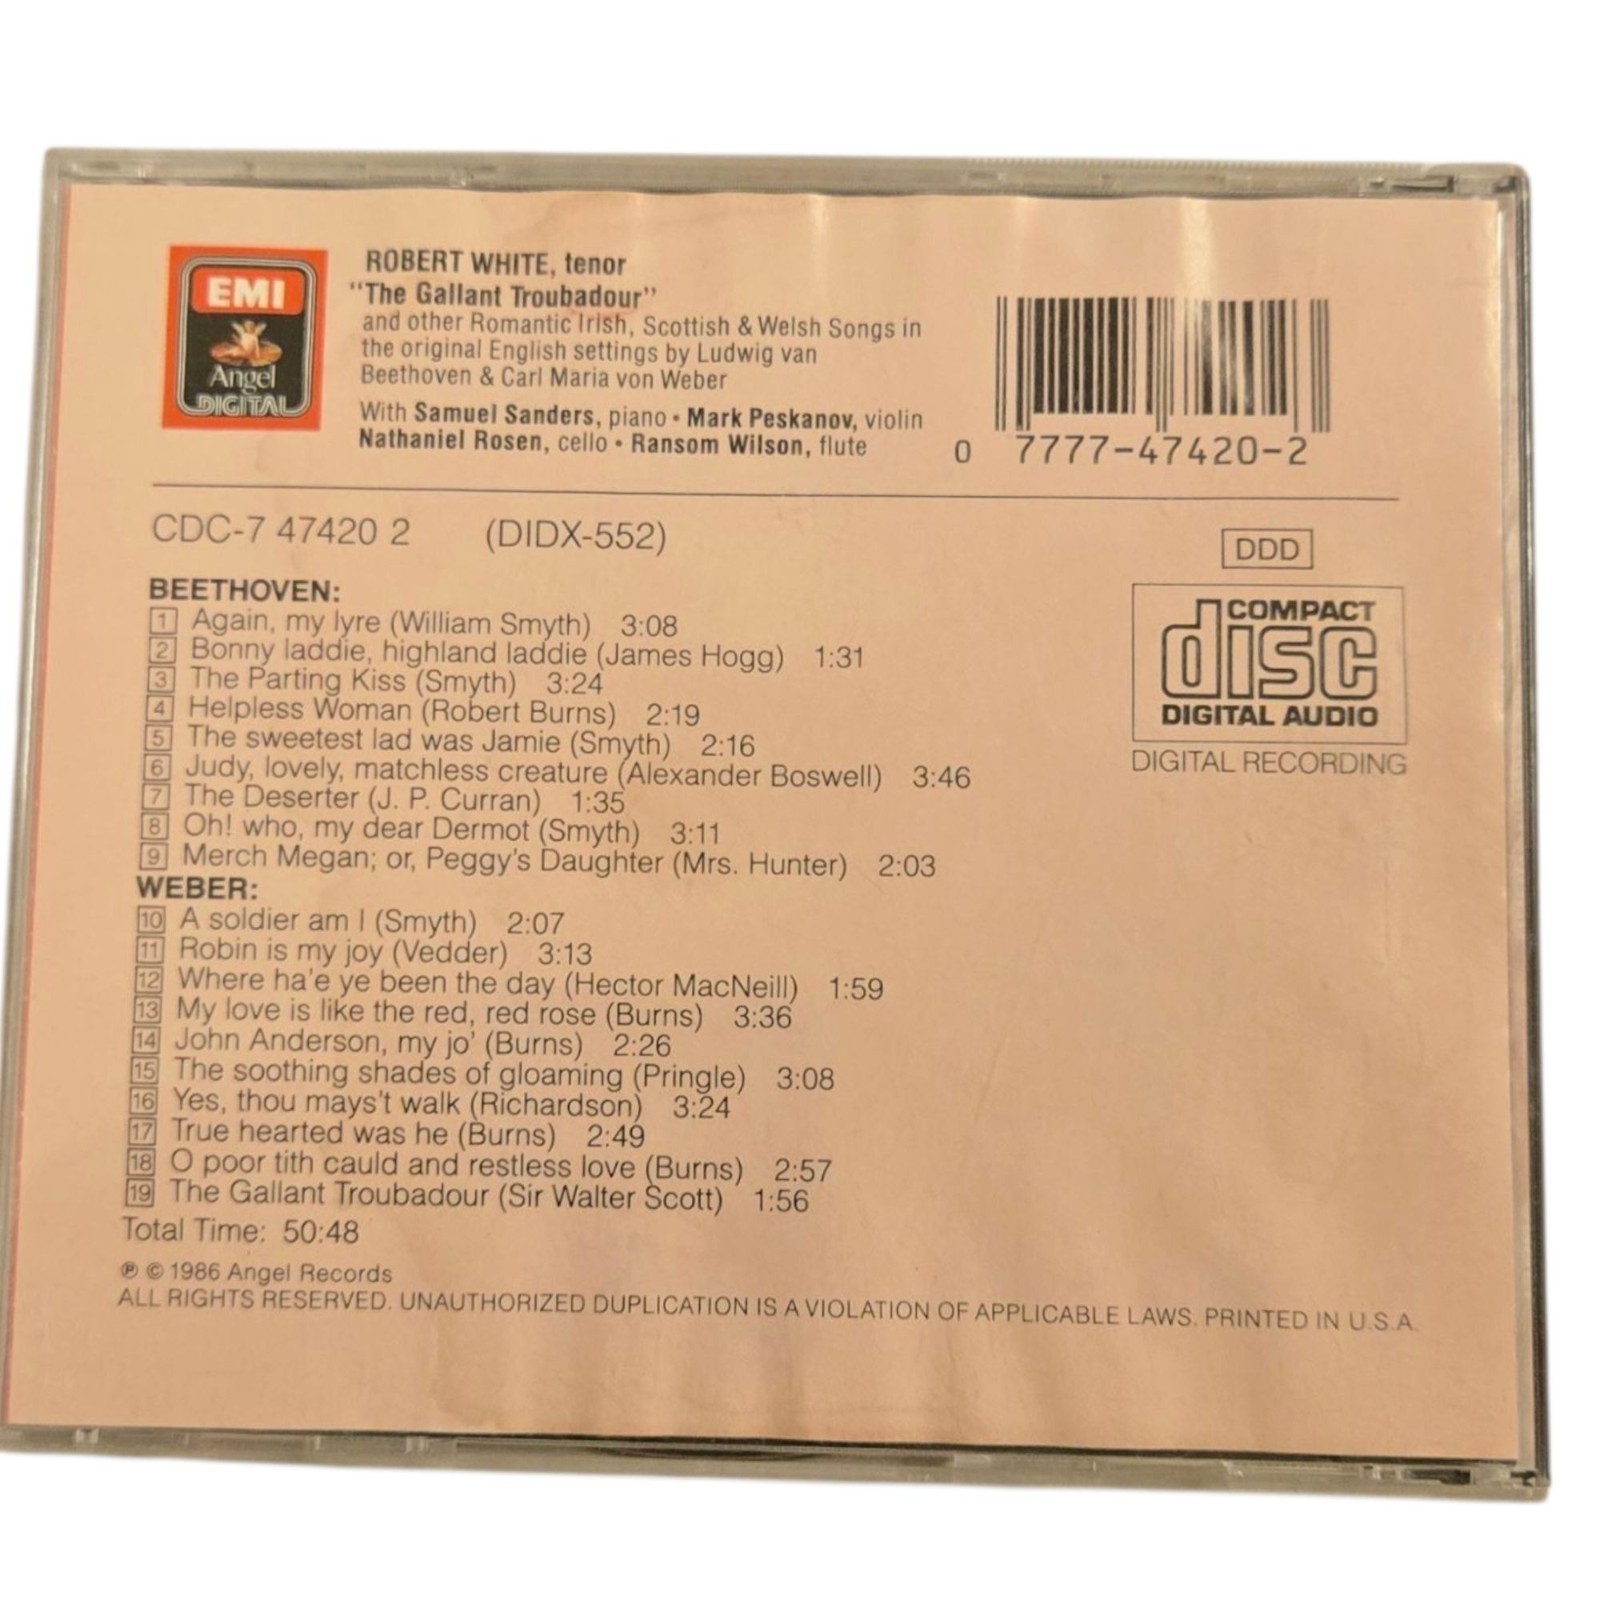 EMI
Angel
DIGITAL
ROBERT WHITE, tenor
"The Gallant Troubadour"
and other Romantic Irish, Scottish & Welsh Songs in
the original English settings by Ludwig van
Beethoven & Carl Maria von Weber
With Samuel Sanders, piano • Mark Peskanov, violin
Nathaniel Rosen, cello • Ransom Wilson, flute
0 7777-47420-2
CDC-7 47420 2 (DIDX-552)
DDD
COMPACT
disc
DIGITAL AUDIO
DIGITAL RECORDING
BEETHOVEN:
1 Again, my lyre (William Smyth) 3:08
2 Bonny laddie, highland laddie (James Hogg) 1:31
3 The Parting Kiss (Smyth) 3:24
4 Helpless Woman (Robert Burns) 2:19
5 The sweetest lad was Jamie (Smyth) 2:16
6 Judy, lovely, matchless creature (Alexander Boswell) 3:46
7 The Deserter (J. P. Curran) 1:35
8 Oh! who, my dear Dermot (Smyth) 3:11
9 Merch Megan; or, Peggy's Daughter (Mrs. Hunter) 2:03
WEBER:
10 A soldier am I (Smyth) 2:07
11 Robin is my joy (Vedder) 3:13
12 Where ha'e ye been the day (Hector MacNeill) 1:59
13 My love is like the red, red rose (Burns) 3:36
14 John Anderson, my jo' (Burns) 2:26
15 The soothing shades of gloaming (Pringle) 3:08
16 Yes, thou mays't walk (Richardson) 3:24
17 True hearted was he (Burns) 2:49
18 O poor tith cauld and restless love (Burns) 2:57
19 The Gallant Troubadour (Sir Walter Scott) 1:56
Total Time: 50:48
℗ © 1986 Angel Records
ALL RIGHTS RESERVED. UNAUTHORIZED DUPLICATION IS A VIOLATION OF APPLICABLE LAWS. PRINTED IN U.S.A.